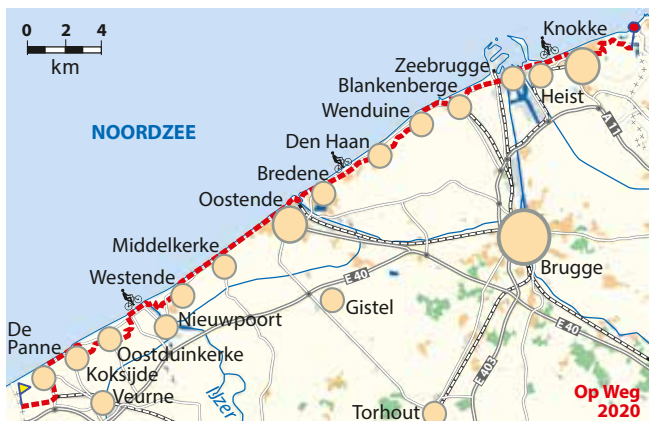 0 2 4
km
Knokke
Zeebrugge
Blankenberge
Heist
Wenduine
A 11
NOORDZEE
Den Haan
Bredene
Oostende
Middelkerke
Brugge
Westende
E 40
Gistel
De
Panne
Nieuwpoort
E 40
Oostduinkerke
Koksijde
E 403
IJzer
Veurne
Torhout
Op Weg
2020